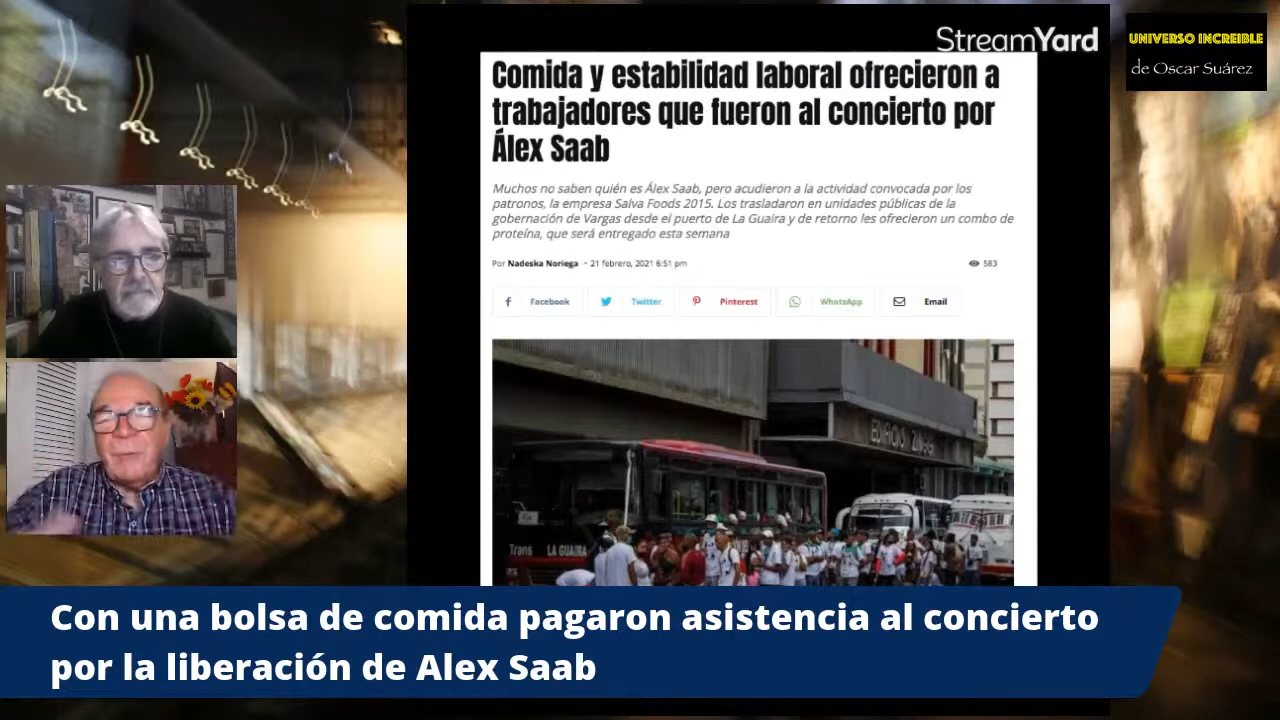 StreamYard
UNIVERSO INCREIBLE
de Oscar Suárez
Comida y estabilidad laboral ofrecieron a
trabajadores que fueron al concierto por
Álex Saab
Muchos no saben quién es Álex Saab, pero acudieron a la actividad convocada por los
patronos, la empresa Salva Foods 2015. Los trasladaron en unidades públicas de la
gobernación de Vargas desde el puerto de La Guaira y de retorno les ofrecieron un combo de
proteína, que será entregado esta semana
Por Nadeska Noriega - 21 febrero, 2021 6:51 pm
583
Facebook
Twitter
Pinterest
WhatsApp
Email
EDIFICIO
Trans LA GUAIRA
Con una bolsa de comida pagaron asistencia al concierto
por la liberación de Alex Saab